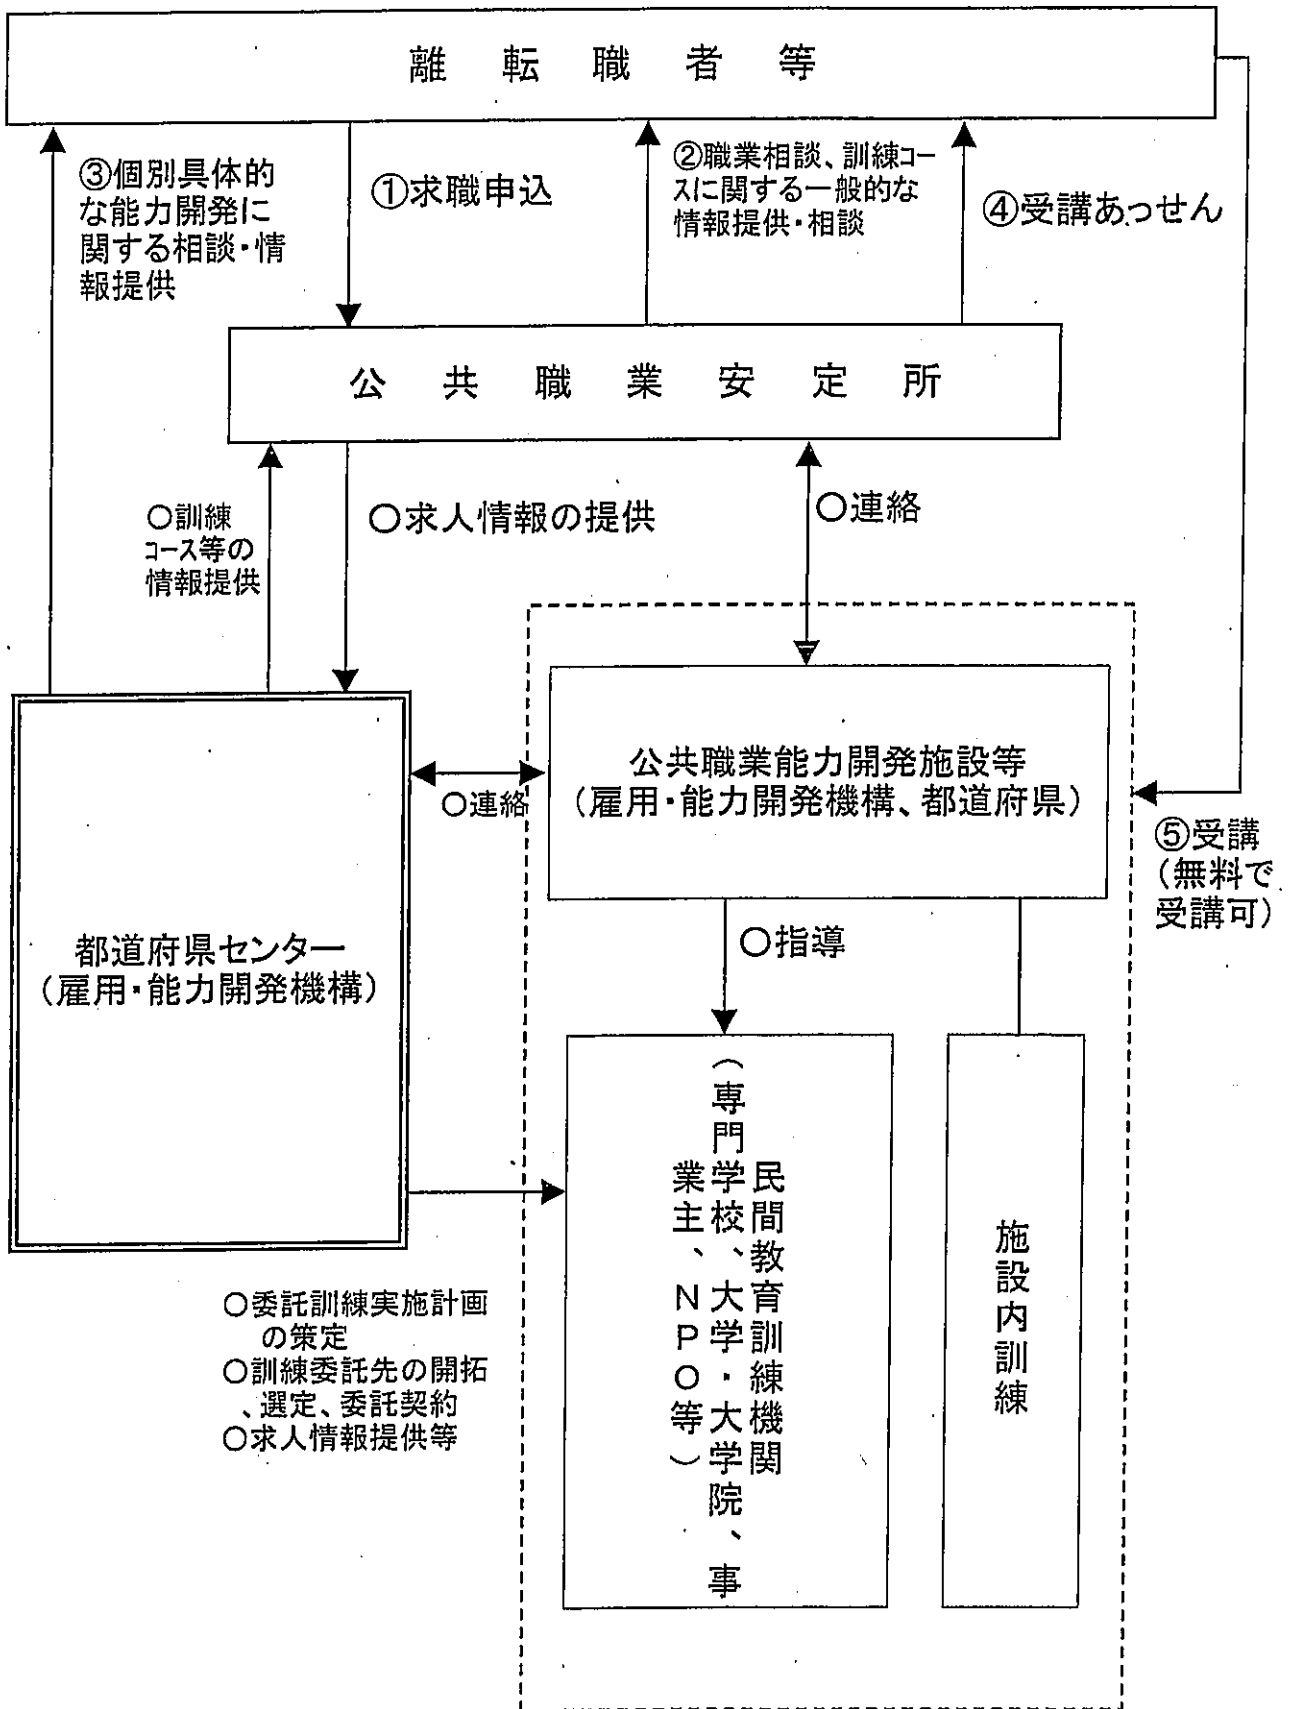 離転職者等
③個別具体的
な能力開発に
関する相談・情
報提供
①求職申込
②職業相談、訓練コー
スに関する一般的な
情報提供・相談
④受講あっせん
公共職業安定所
○訓練
コース等の
情報提供
○求人情報の提供
○連絡
都道府県センター
(雇用・能力開発機構)
○連絡
公共職業能力開発施設等
(雇用・能力開発機構、都道府県)
⑤受講
(無料で
受講可)
○指導
民間教育訓練機関
(専門学校、大学・大学院、事
業主、NPO等)
施設内訓練
○委託訓練実施計画
の策定
○訓練委託先の開拓
、選定、委託契約
○求人情報提供等